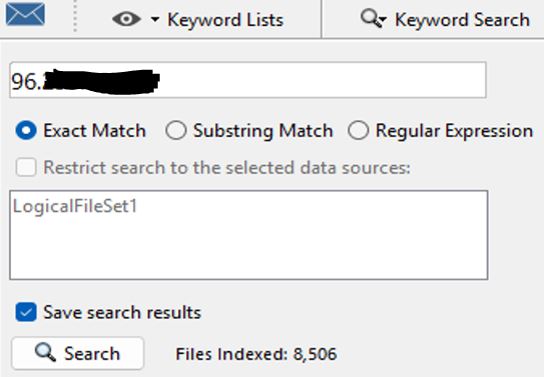 Keyword Lists
Keyword Search
96.
Exact Match
Substring Match
Regular Expression
Restrict search to the selected data sources:
LogicalFileSet1
Save search results
Search
Files Indexed: 8,506